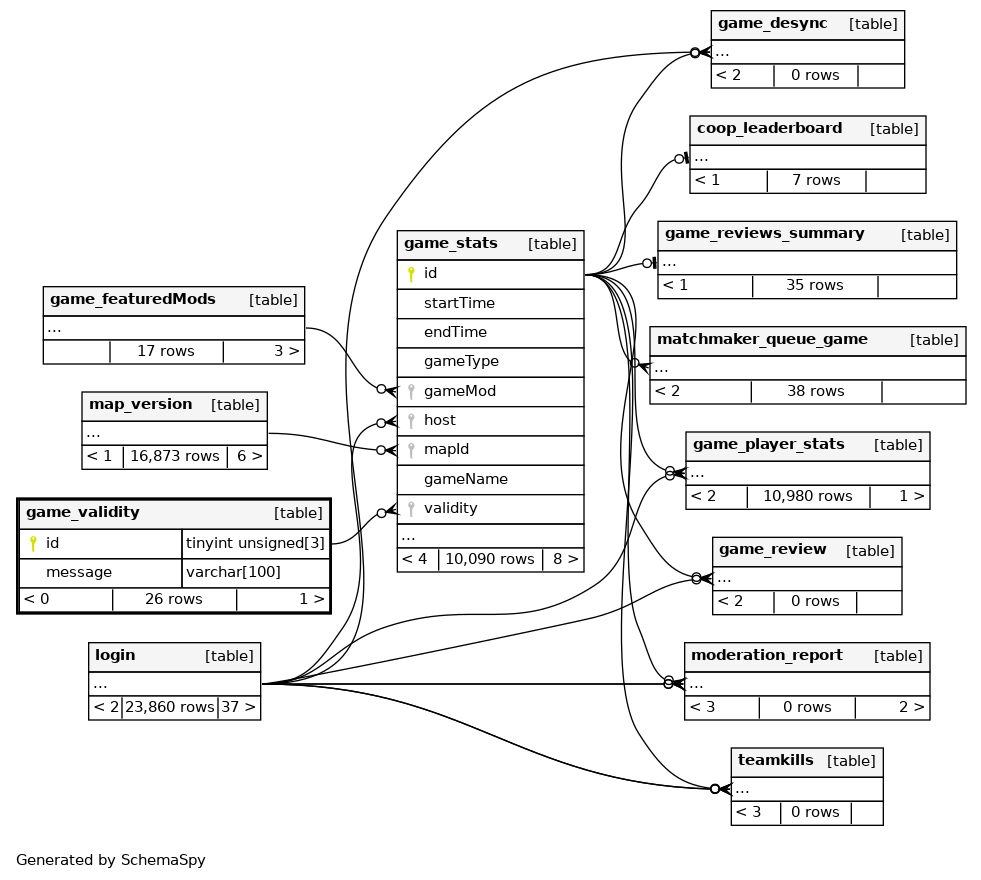 game_desync [table]
...
< 2 0 rows
coop_leaderboard [table]
...
< 1 7 rows
game_reviews_summary [table]
...
< 1 35 rows
matchmaker_queue_game [table]
...
< 2 38 rows
game_player_stats [table]
...
< 2 10,980 rows 1 >
game_review [table]
...
< 2 0 rows
moderation_report [table]
...
< 3 0 rows 2 >
teamkills [table]
...
< 3 0 rows
game_stats [table]
id
startTime
endTime
gameType
gameMod
host
mapId
gameName
validity
...
< 4 10,090 rows 8 >
game_featuredMods [table]
...
17 rows 3 >
map_version [table]
...
< 1 16,873 rows 6 >
game_validity [table]
id tinyint unsigned[3]
message varchar[100]
< 0 26 rows 1 >
login [table]
...
< 2 23,860 rows 37 >
Generated by SchemaSpy